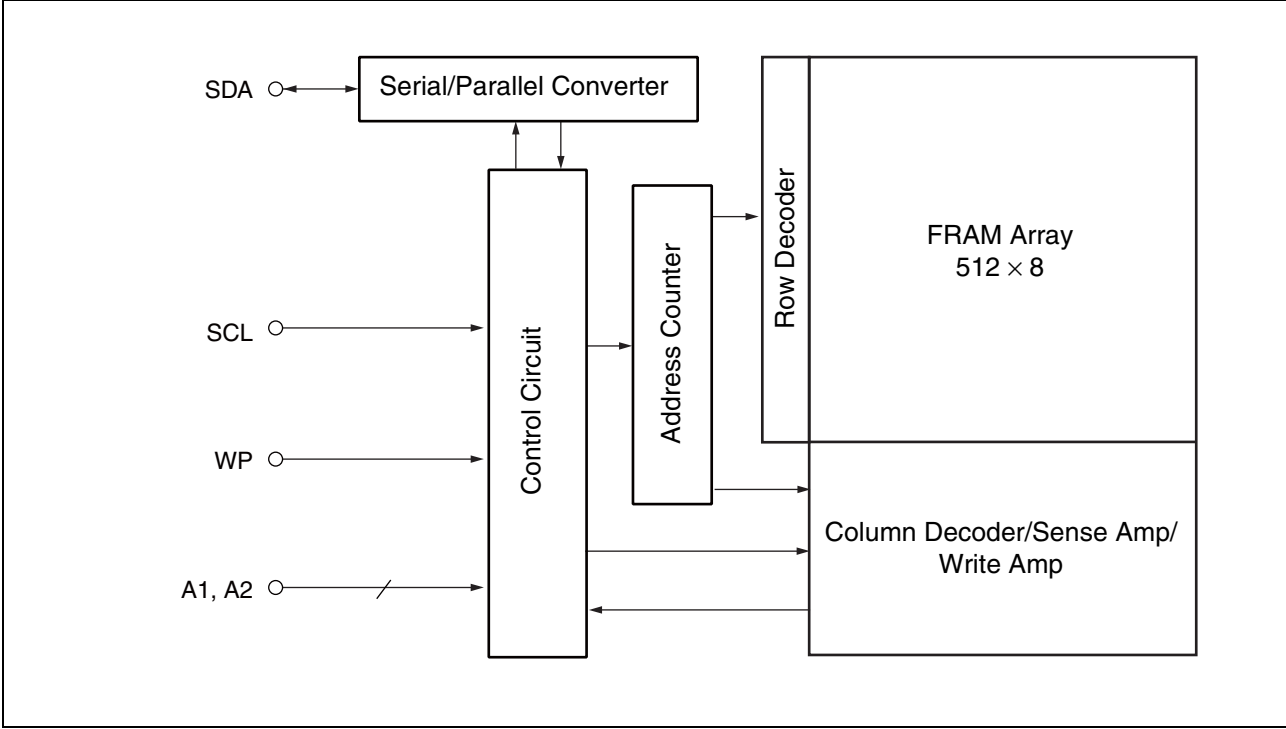 SDA
Serial/Parallel Converter
SCL
WP
A1, A2
Control Circuit
Address Counter
Row Decoder
FRAM Array
512 × 8
Column Decoder/Sense Amp/
Write Amp